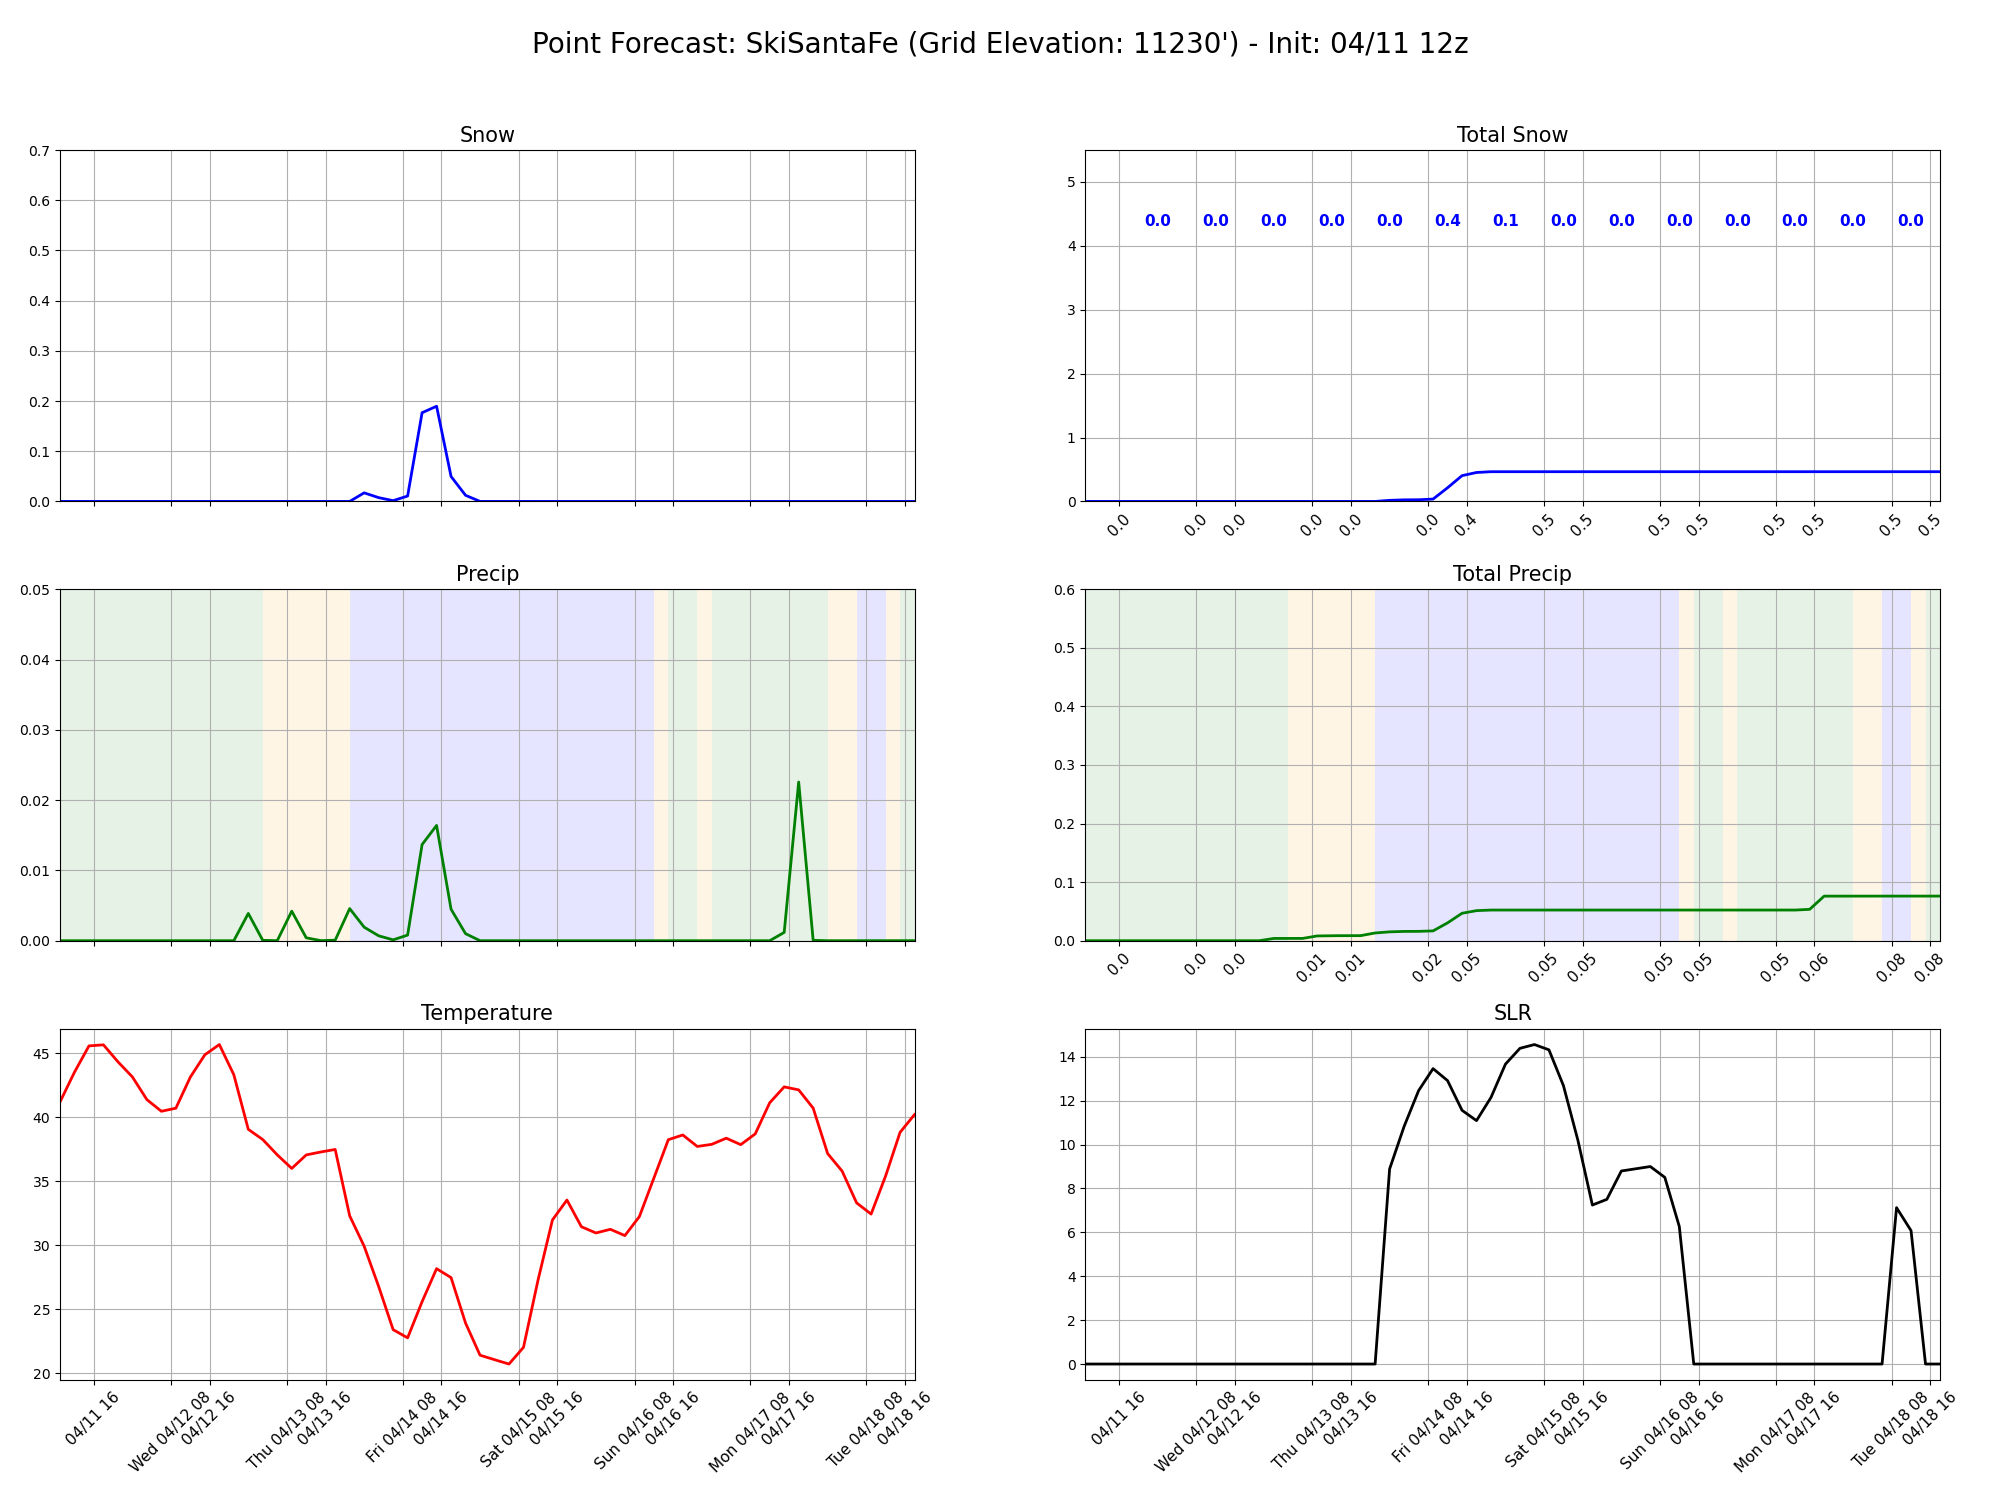 Point Forecast: SkiSantaFe (Grid Elevation: 11230') - Init: 04/11 12z
Snow
0.7
0.6
0.5
0.4
0.3
0.2
0.1
0.0
Total Snow
5
4
3
2
1
0
0.0 0.0 0.0 0.0 0.0 0.4 0.1 0.0 0.0 0.0 0.0 0.0 0.0 0.0
0.0 0.0 0.0 0.0 0.0 0.0 0.4 0.5 0.5 0.5 0.5 0.5 0.5 0.5 0.5
Precip
0.05
0.04
0.03
0.02
0.01
0.00
Total Precip
0.6
0.5
0.4
0.3
0.2
0.1
0.0
0.0 0.0 0.0 0.01 0.01 0.02 0.05 0.05 0.05 0.05 0.05 0.05 0.06 0.08 0.08
Temperature
45
40
35
30
25
20
04/11 16
Wed 04/12 08
04/12 16
Thu 04/13 08
04/13 16
Fri 04/14 08
04/14 16
Sat 04/15 08
04/15 16
Sun 04/16 08
04/16 16
Mon 04/17 08
04/17 16
Tue 04/18 08
04/18 16
SLR
14
12
10
8
6
4
2
0
04/11 16
Wed 04/12 08
04/12 16
Thu 04/13 08
04/13 16
Fri 04/14 08
04/14 16
Sat 04/15 08
04/15 16
Sun 04/16 08
04/16 16
Mon 04/17 08
04/17 16
Tue 04/18 08
04/18 16